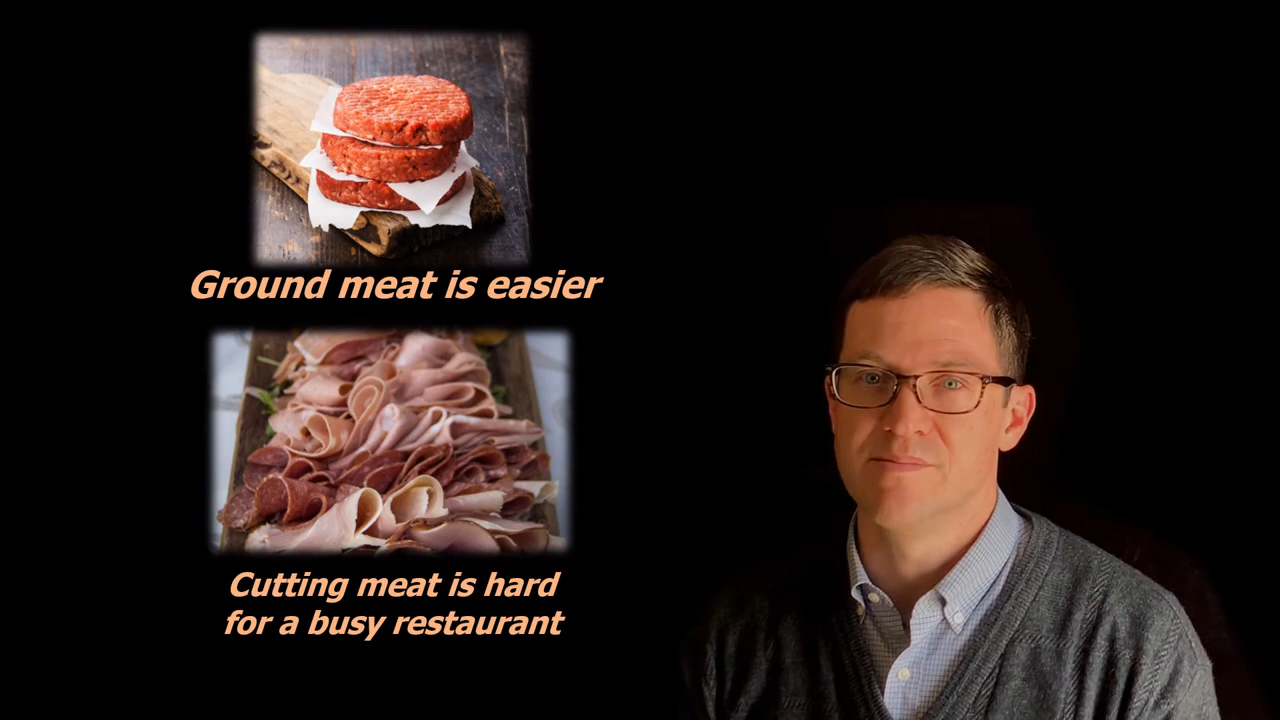 Ground meat is easier
Cutting meat is hard
for a busy restaurant